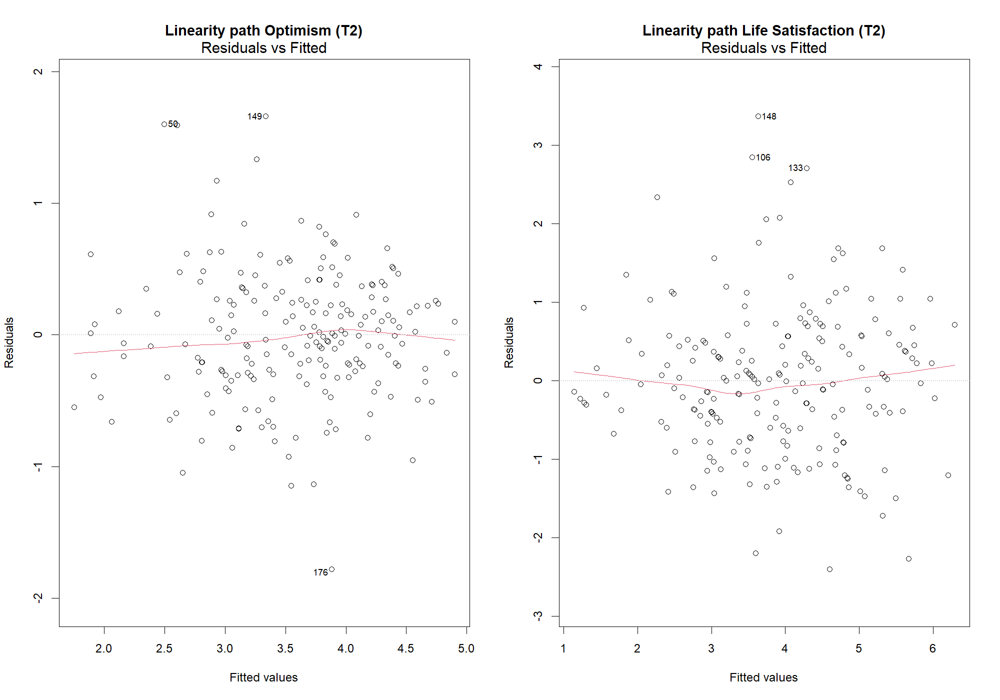 Linearity path Optimism (T2)
Residuals vs Fitted
2
1
0
-1
-2
Residuals
50
149
176
2.0 2.5 3.0 3.5 4.0 4.5 5.0
Fitted values
Linearity path Life Satisfaction (T2)
Residuals vs Fitted
4
3
2
1
0
-1
-2
-3
Residuals
148
106
133
1 2 3 4 5 6
Fitted values